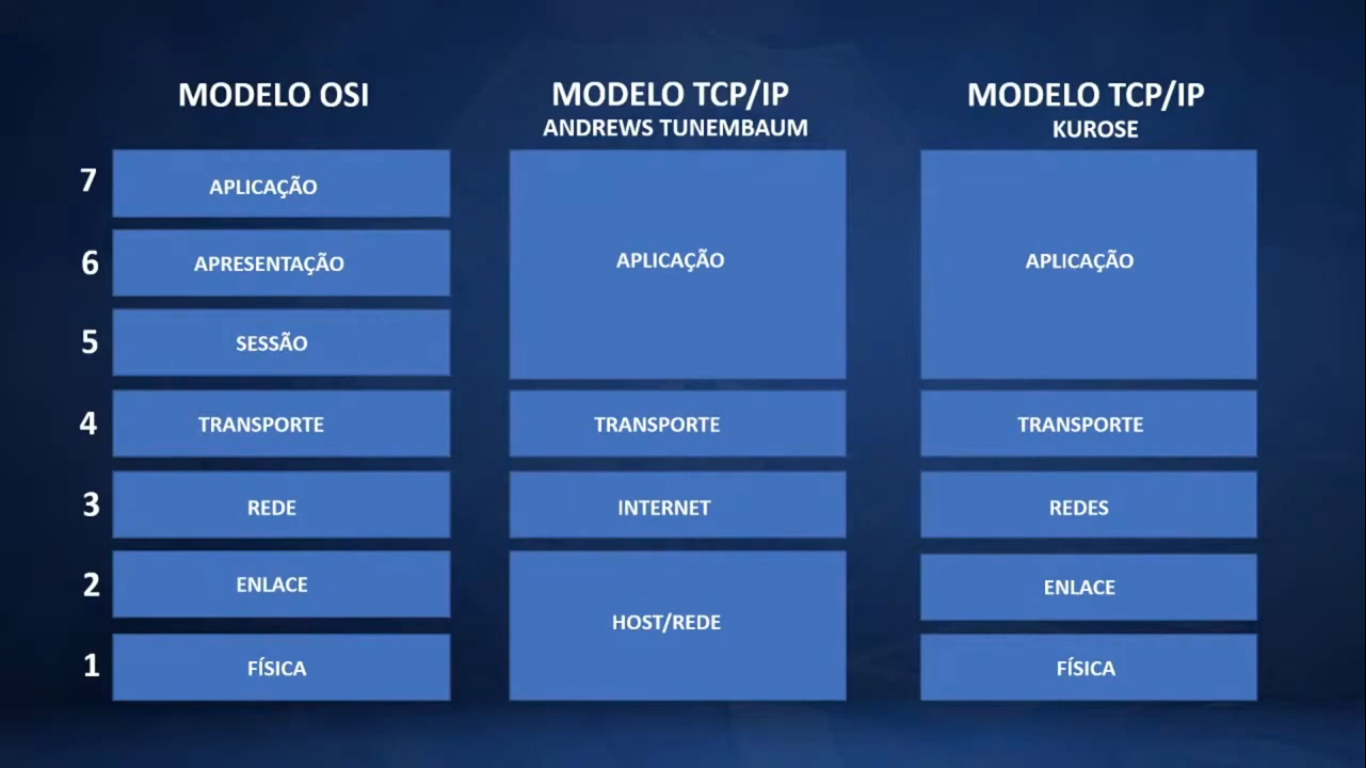 MODELO OSI
7
APLICAÇÃO
6
APRESENTAÇÃO
5
SESSÃO
4
TRANSPORTE
3
REDE
2
ENLACE
1
FÍSICA
MODELO TCP/IP
ANDREWS TUNEMBAUM
APLICAÇÃO
TRANSPORTE
INTERNET
HOST/REDE
MODELO TCP/IP
KUROSE
APLICAÇÃO
TRANSPORTE
REDES
ENLACE
FÍSICA